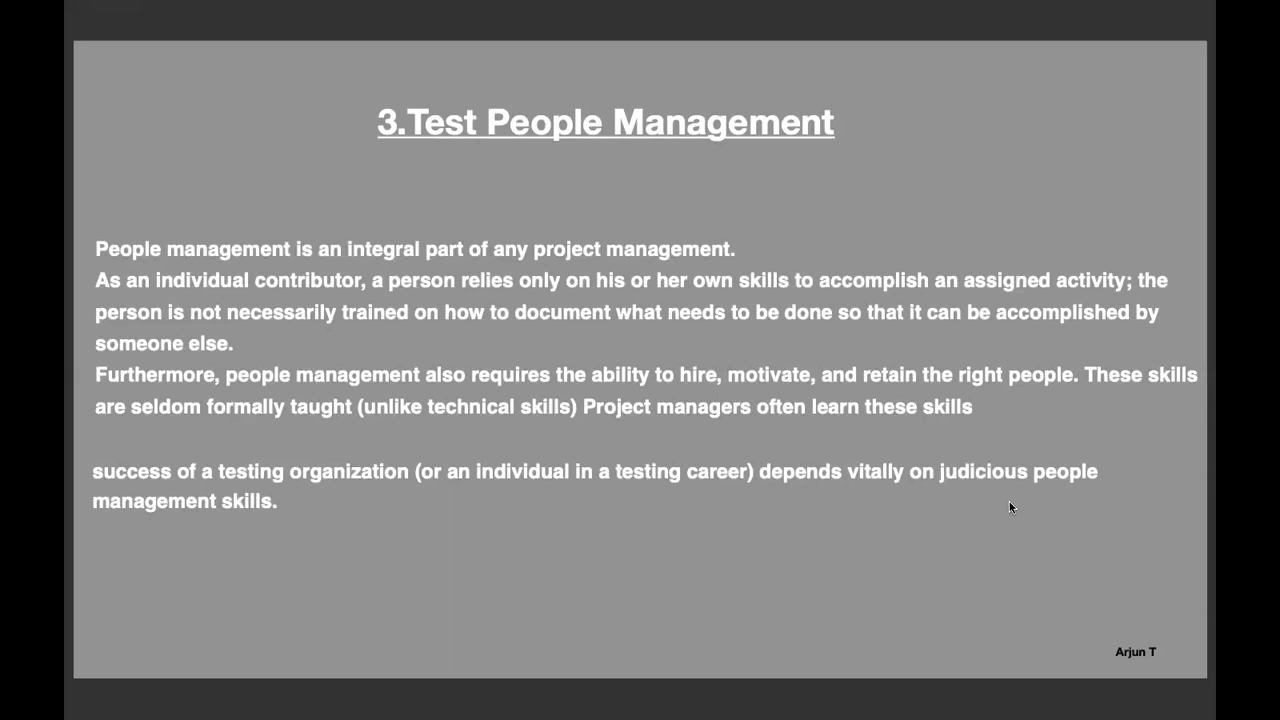 3.Test People Management
People management is an integral part of any project management.
As an individual contributor, a person relies only on his or her own skills to accomplish an assigned activity; the
person is not necessarily trained on how to document what needs to be done so that it can be accomplished by
someone else.
Furthermore, people management also requires the ability to hire, motivate, and retain the right people. These skills
are seldom formally taught (unlike technical skills) Project managers often learn these skills
success of a testing organization (or an individual in a testing career) depends vitally on judicious people
management skills.
Arjun T